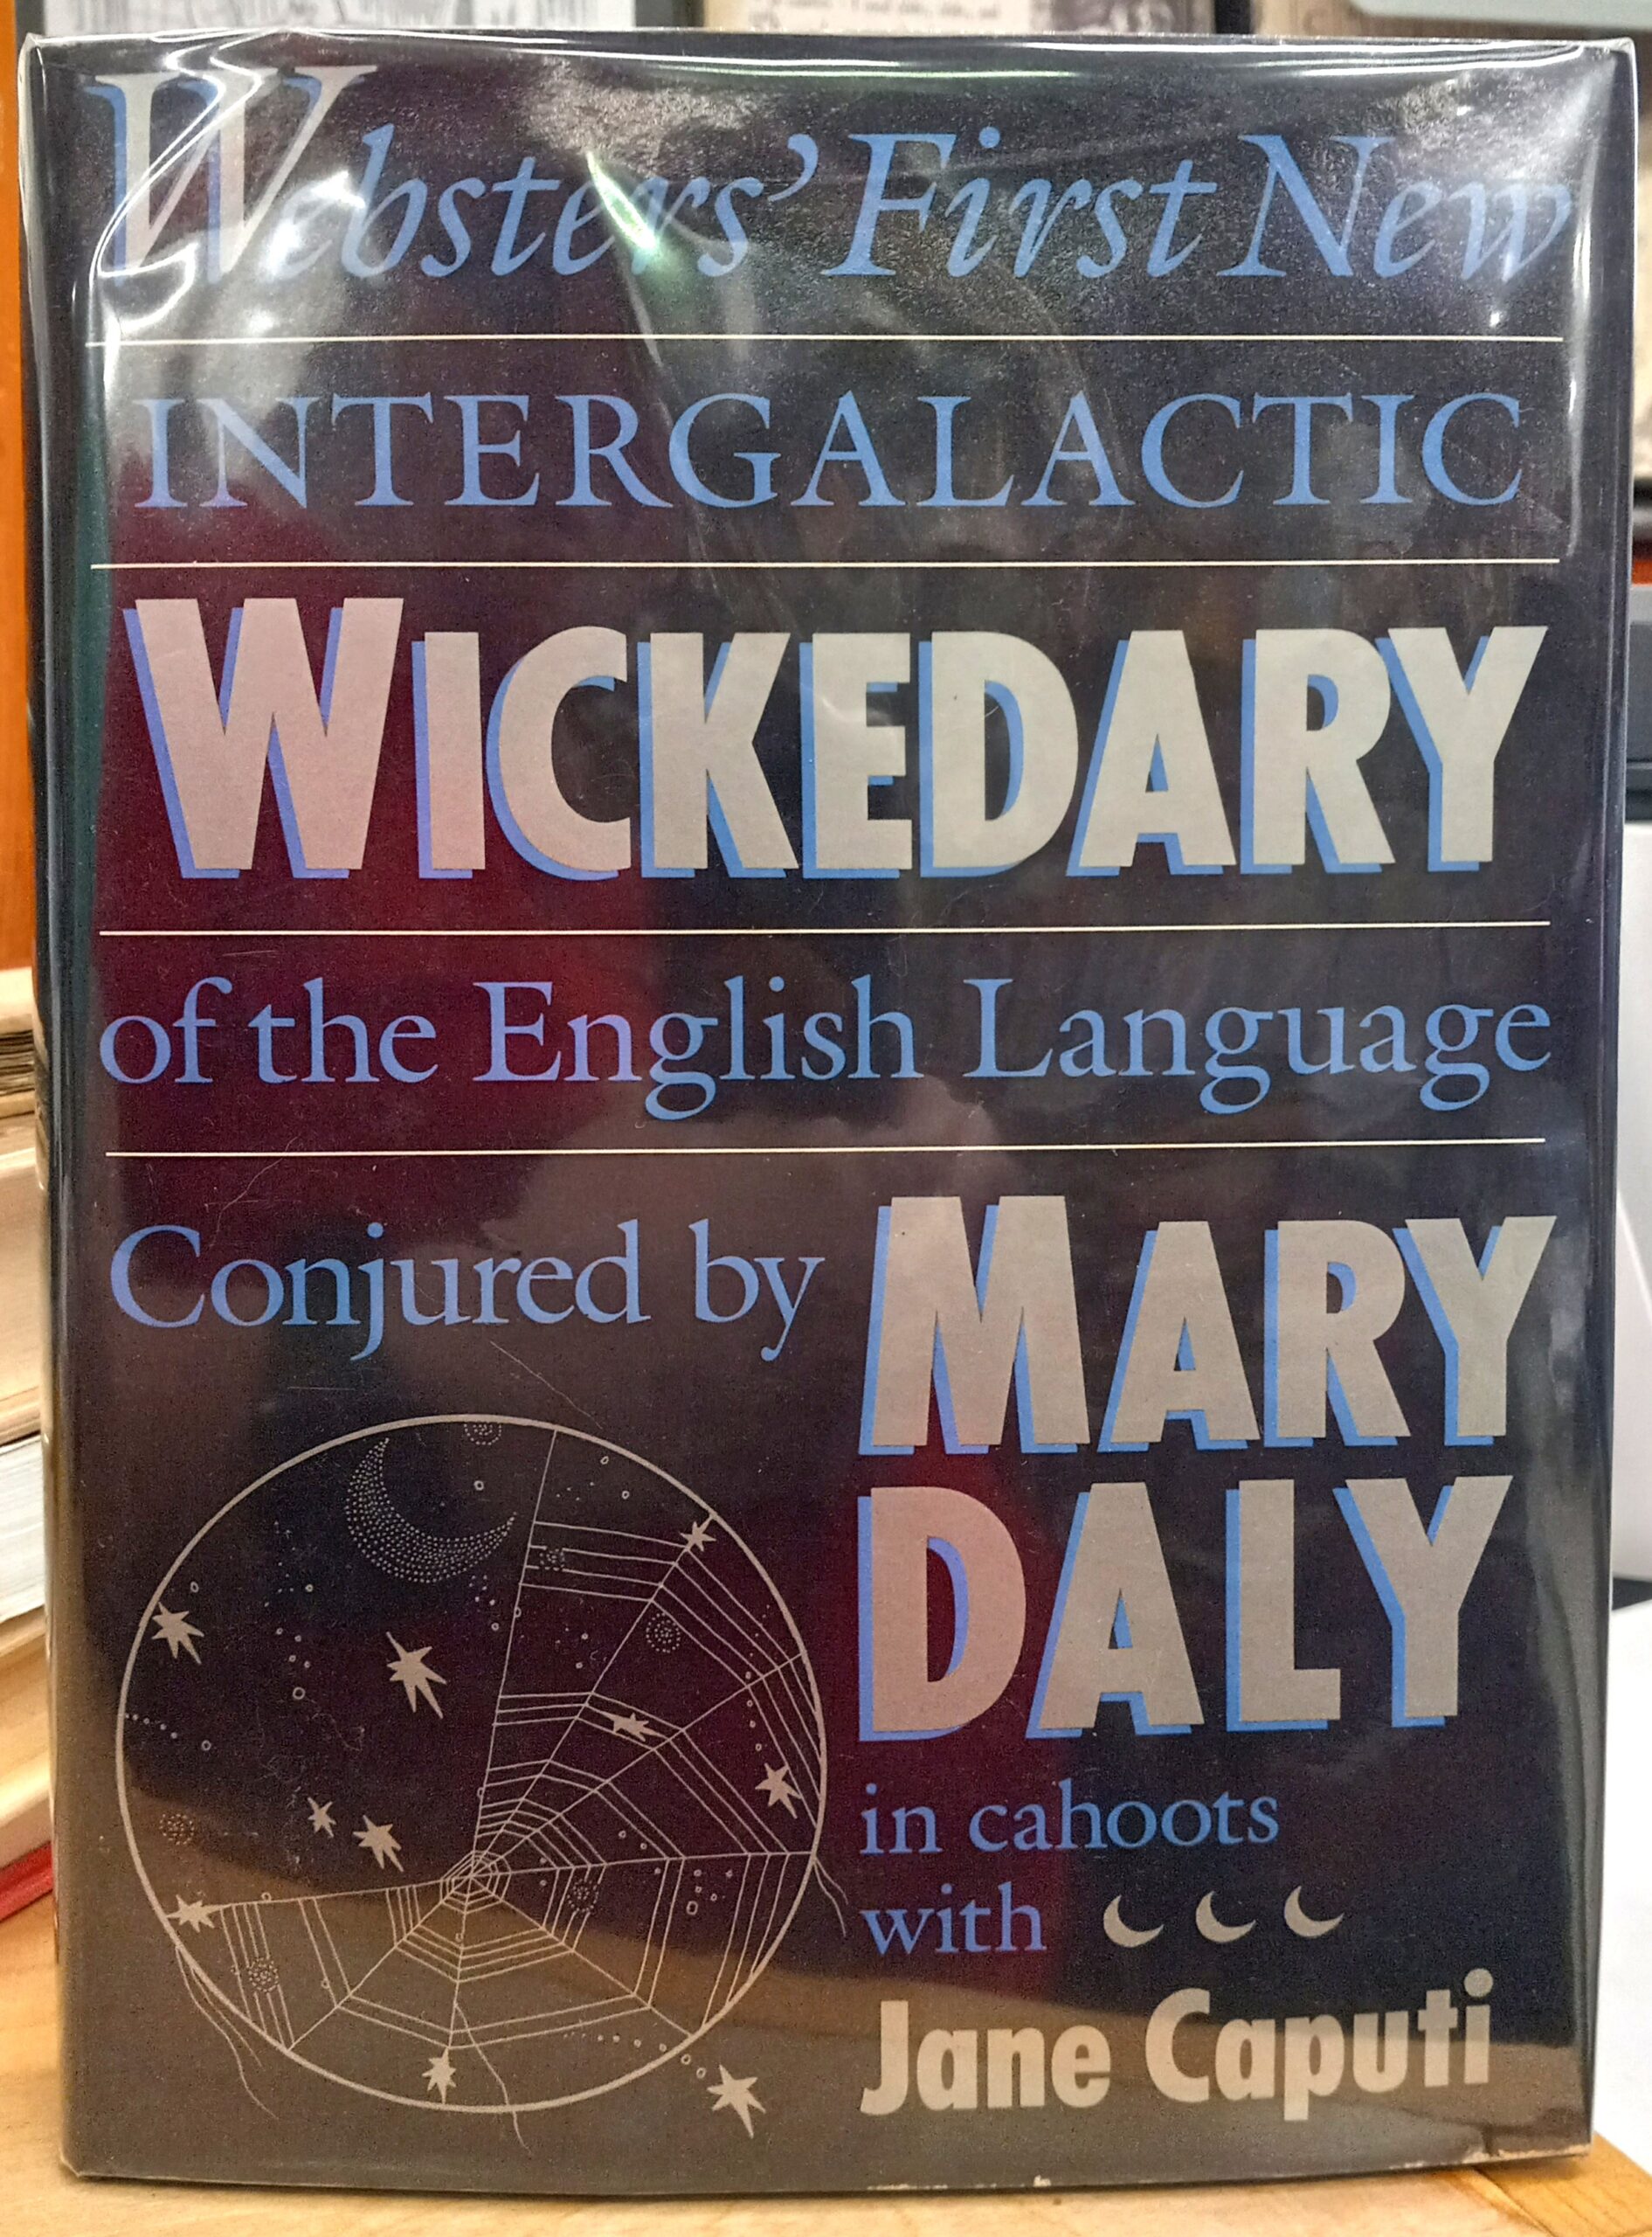 Websters' First New
INTERGALACTIC
WICKEDARY
of the English Language
Conjured by MARY
DALY
in cahoots
with
Jane Caputi